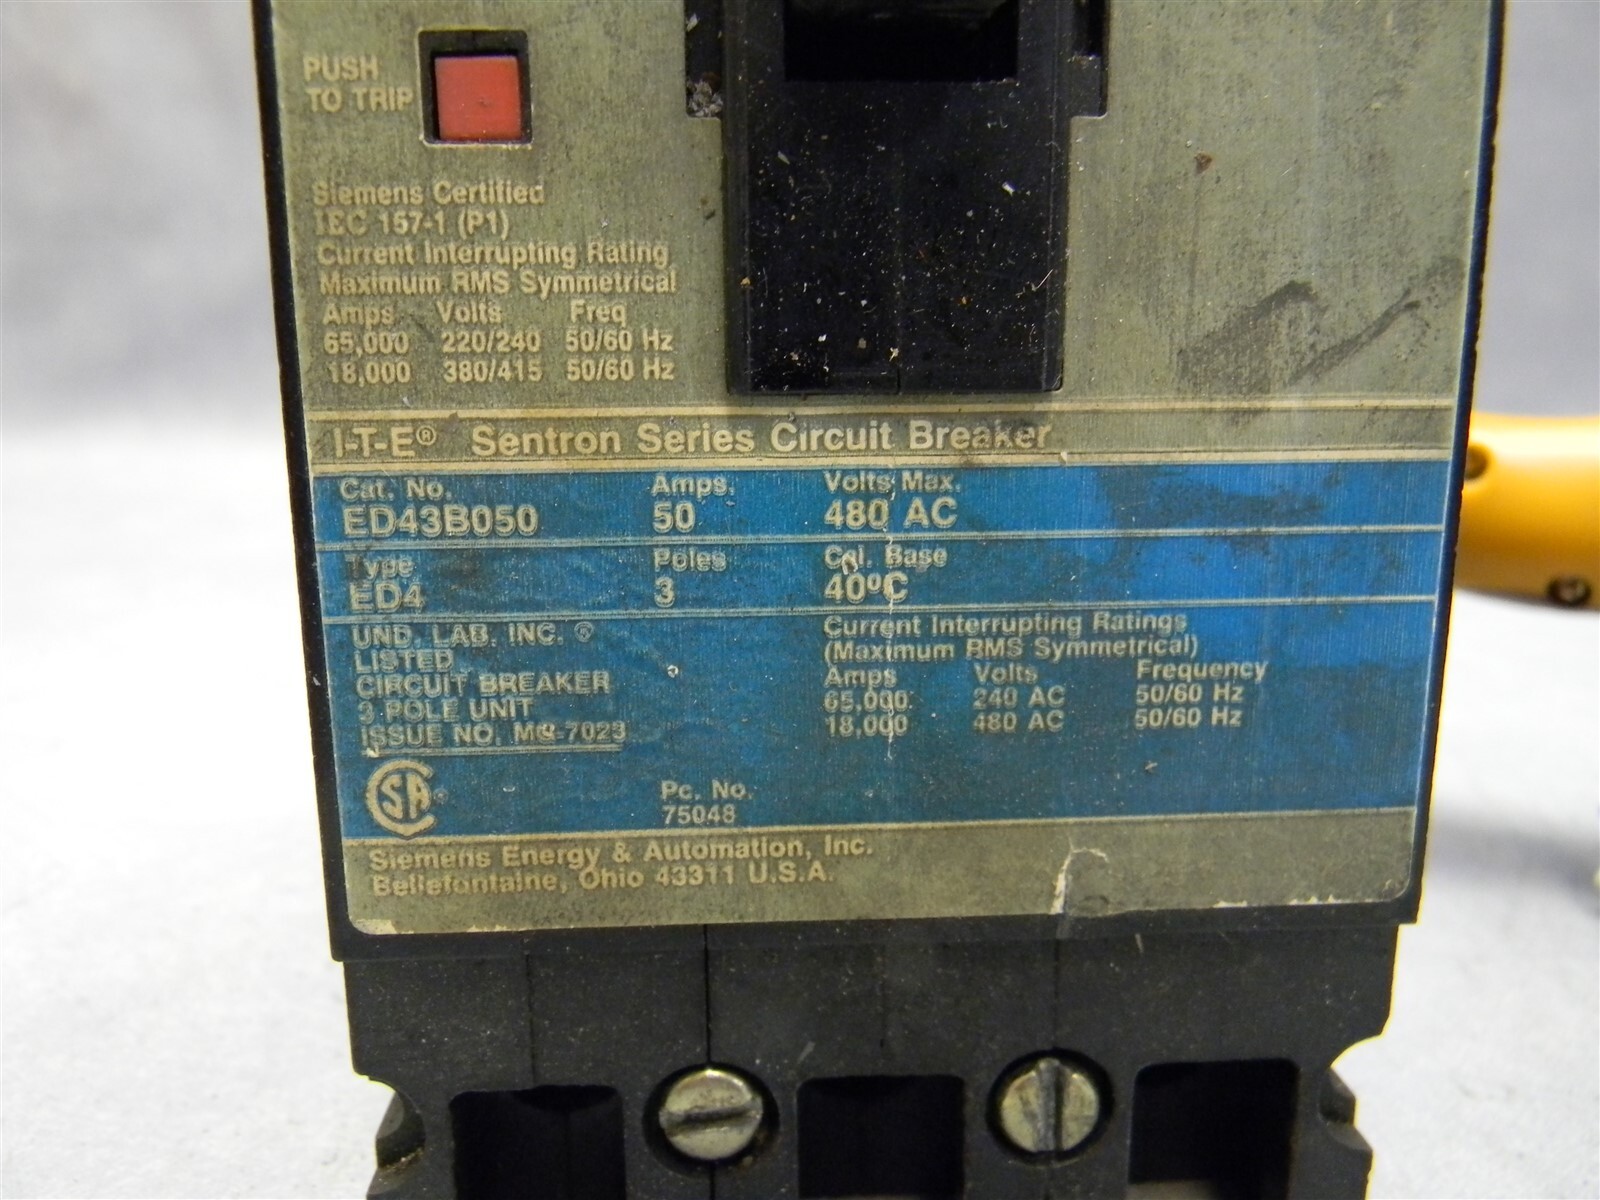 PUSH
TO TRIP
Siemens Certified
IEC 157-1 (P1)
Current Interrupting Rating
Maximum RMS Symmetrical
Amps Volts Freq
65,000 220/240 50/60 Hz
18,000 380/415 50/60 Hz
I-T-E® Sentron Series Circuit Breaker
Cat. No. Amps. Volts Max.
ED43B050 50 480 AC
Type Poles Cal. Base
ED4 3 40ºC
UND. LAB. INC. ®
LISTED
CIRCUIT BREAKER
3 POLE UNIT
ISSUE NO. MG-7023
Current Interrupting Ratings
(Maximum RMS Symmetrical)
Amps Volts Frequency
65,000 240 AC 50/60 Hz
18,000 480 AC 50/60 Hz
CSA®
Pc. No.
75048
Siemens Energy & Automation, Inc.
Bellefontaine, Ohio 43311 U.S.A.